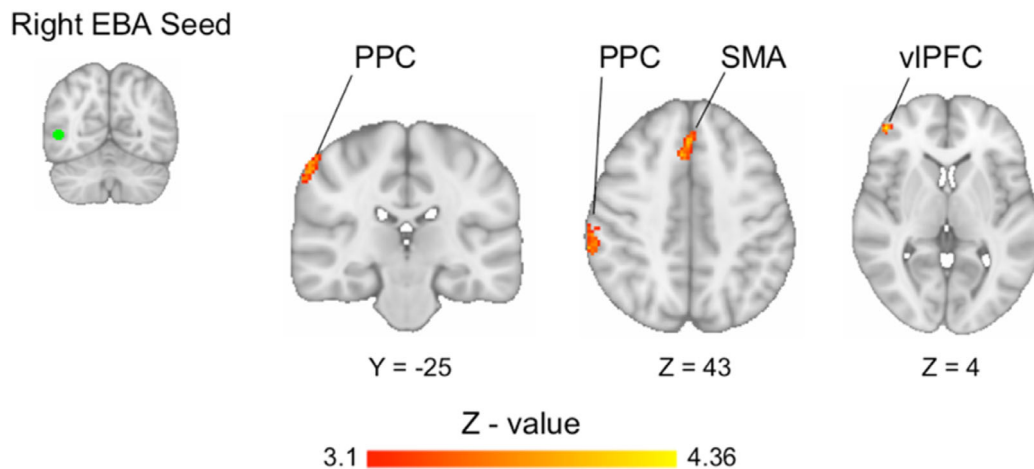 Right EBA Seed
PPC
PPC
SMA
vlPFC
Y = -25
Z = 43
Z = 4
Z - value
3.1
4.36